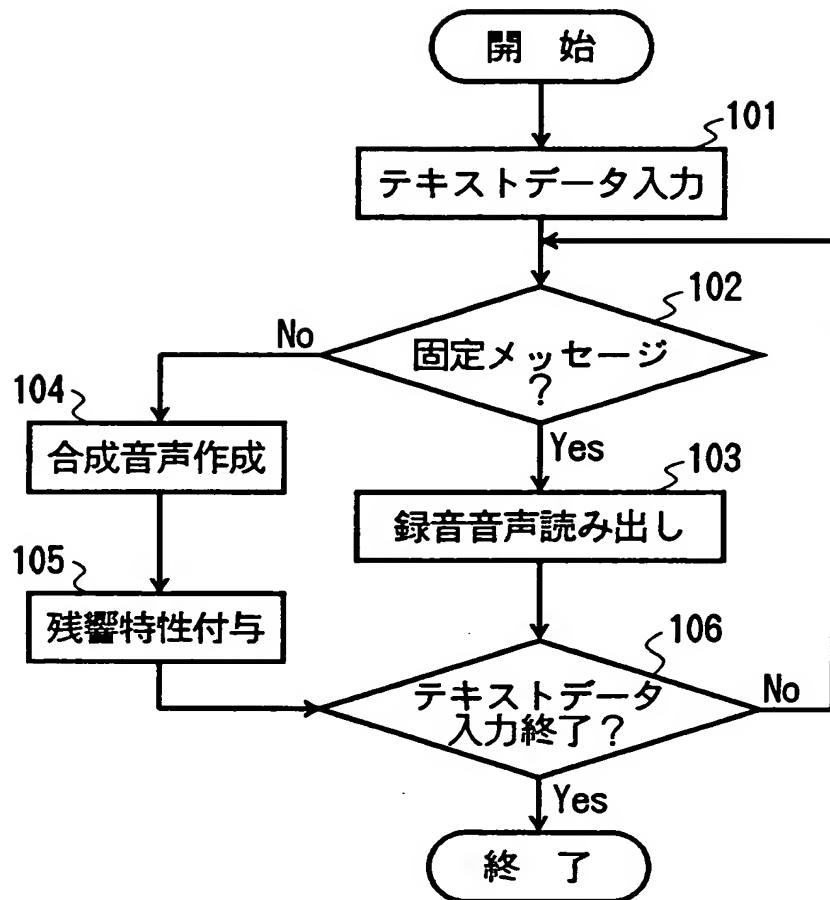 開 始
101
テキストデータ入力
102
固定メッセージ
?
No
Yes
104
合成音声作成
103
録音音声読み出し
105
残響特性付与
106
テキストデータ
入力終了?
No
Yes
終 了